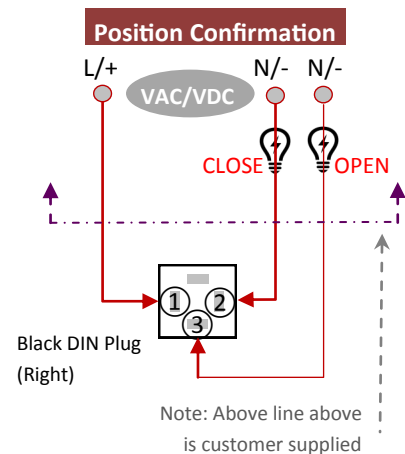 Position Confirmation
L/+ N/- N/-
VAC/VDC
CLOSE OPEN
1 2
3
Black DIN Plug
(Right)
Note: Above line above
is customer supplied